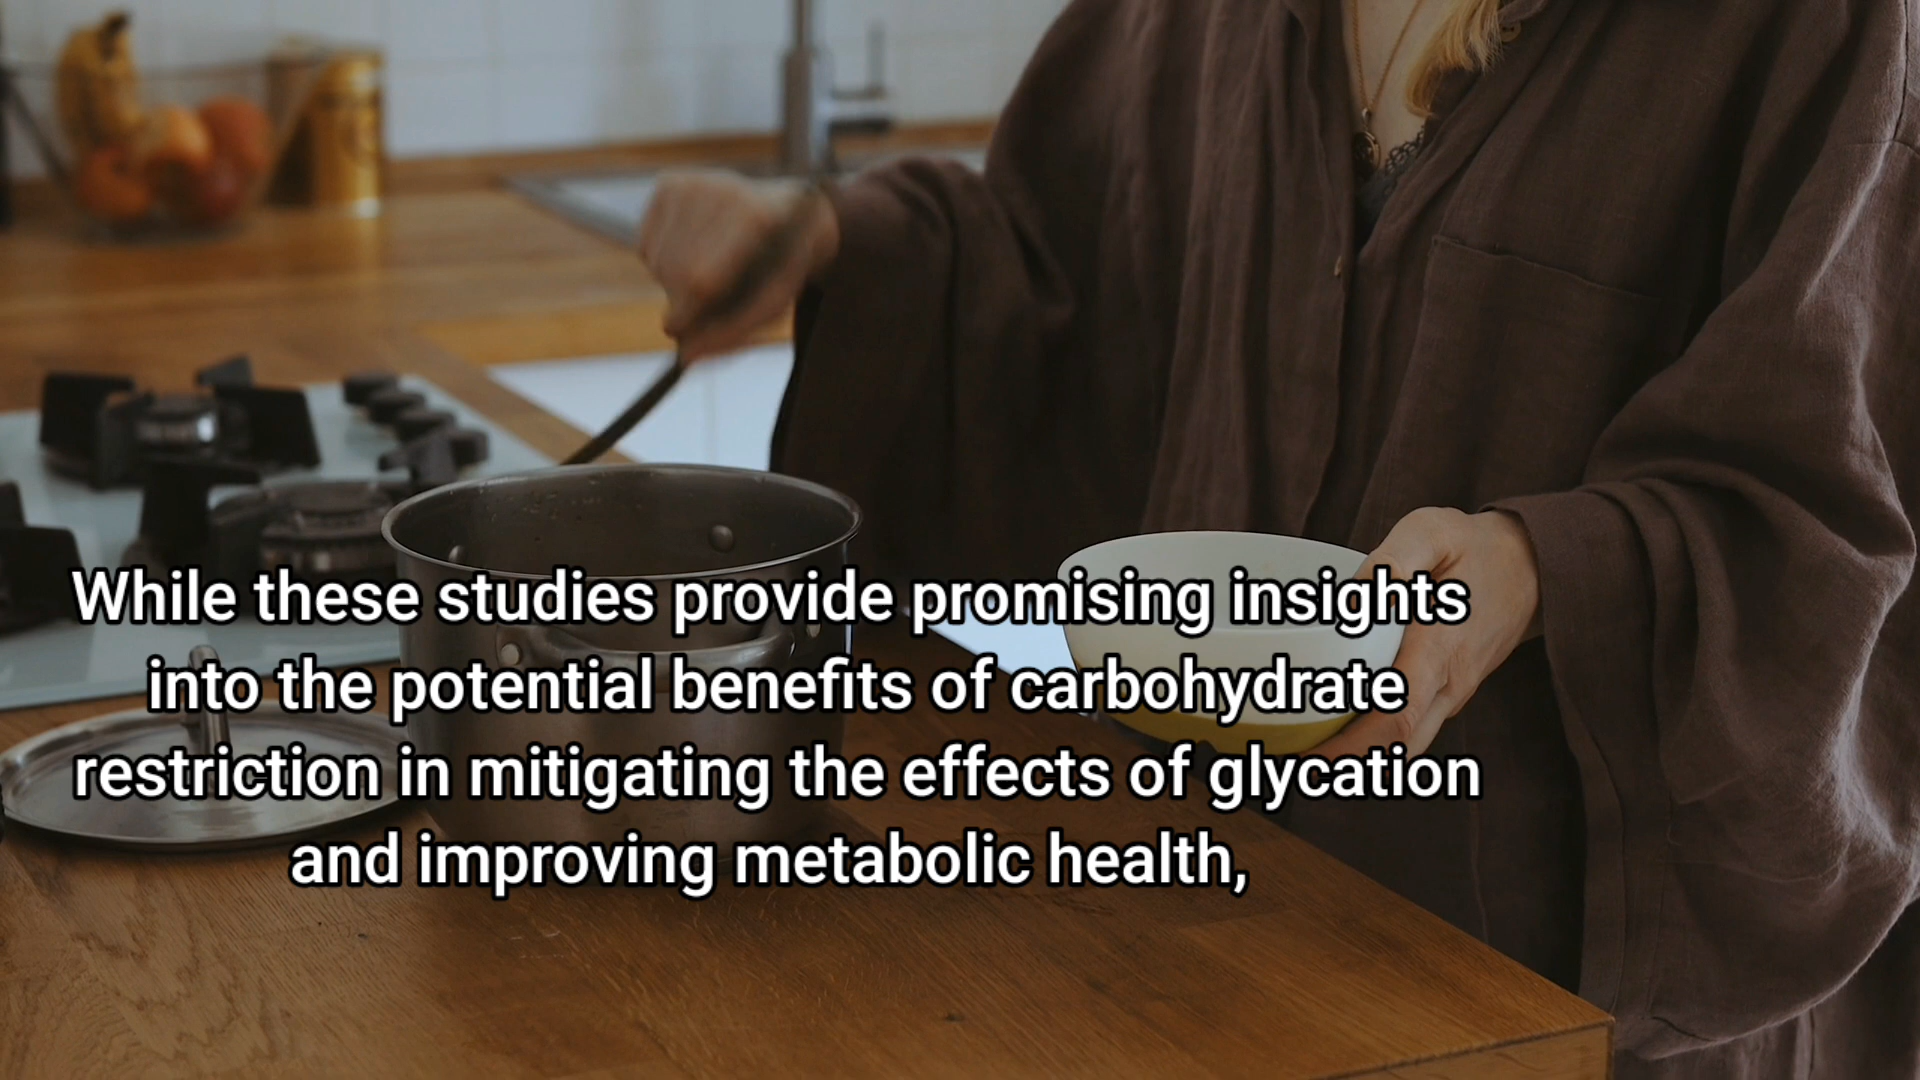 While these studies provide promising insights
into the potential benefits of carbohydrate
restriction in mitigating the effects of glycation
and improving metabolic health,